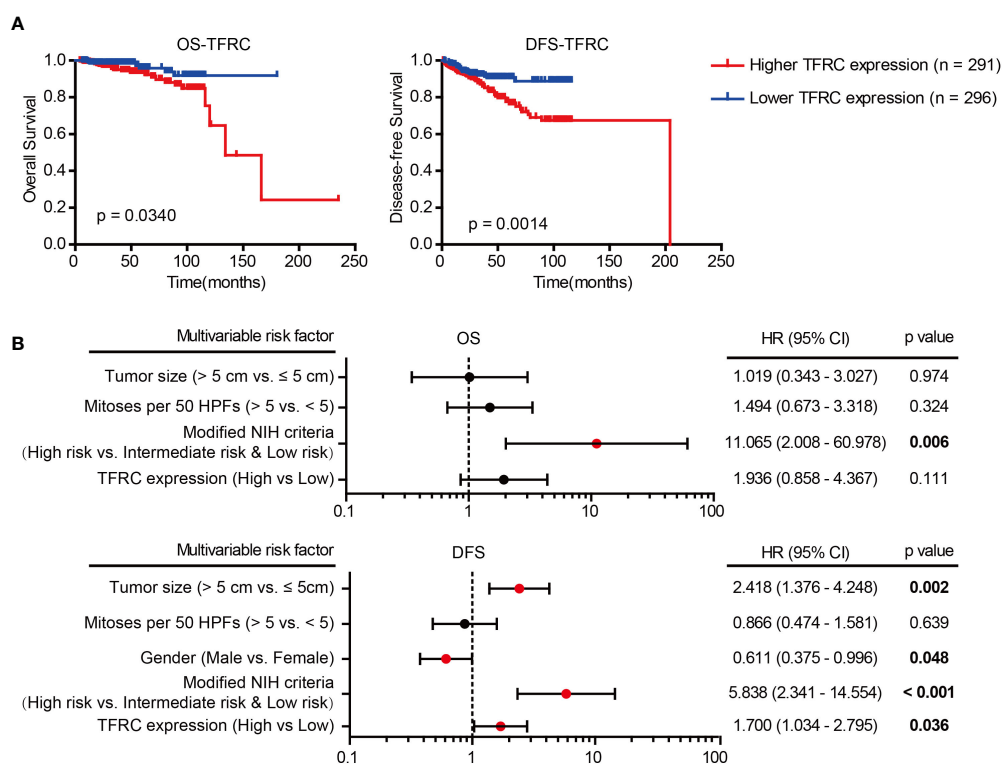 A
OS-TFRC
1.0
0.8
0.6
0.4
0.2
0.0
Overall Survival
p = 0.0340
0 50 100 150 200 250
Time(months)
DFS-TFRC
1.0
0.8
0.6
0.4
0.2
0.0
Disease-free Survival
p = 0.0014
0 50 100 150 200 250
Time(months)
Higher TFRC expression (n = 291)
Lower TFRC expression (n = 296)
B
Multivariable risk factor OS HR (95% CI) p value
Tumor size (> 5 cm vs. ≤ 5 cm) 1.019 (0.343 - 3.027) 0.974
Mitoses per 50 HPFs (> 5 vs. < 5) 1.494 (0.673 - 3.318) 0.324
Modified NIH criteria
(High risk vs. Intermediate risk & Low risk) 11.065 (2.008 - 60.978) 0.006
TFRC expression (High vs Low) 1.936 (0.858 - 4.367) 0.111
0.1 1 10 100
Multivariable risk factor DFS HR (95% CI) p value
Tumor size (> 5 cm vs. ≤ 5cm) 2.418 (1.376 - 4.248) 0.002
Mitoses per 50 HPFs (> 5 vs. < 5) 0.866 (0.474 - 1.581) 0.639
Gender (Male vs. Female) 0.611 (0.375 - 0.996) 0.048
Modified NIH criteria
(High risk vs. Intermediate risk & Low risk) 5.838 (2.341 - 14.554) < 0.001
TFRC expression (High vs Low) 1.700 (1.034 - 2.795) 0.036
0.1 1 10 100